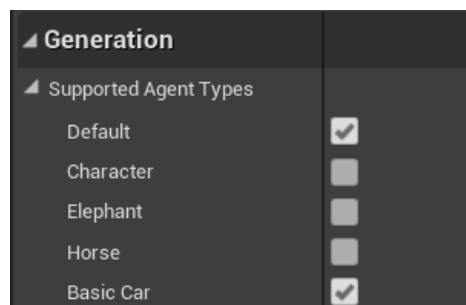 Generation
Supported Agent Types
Default
Character
Elephant
Horse
Basic Car